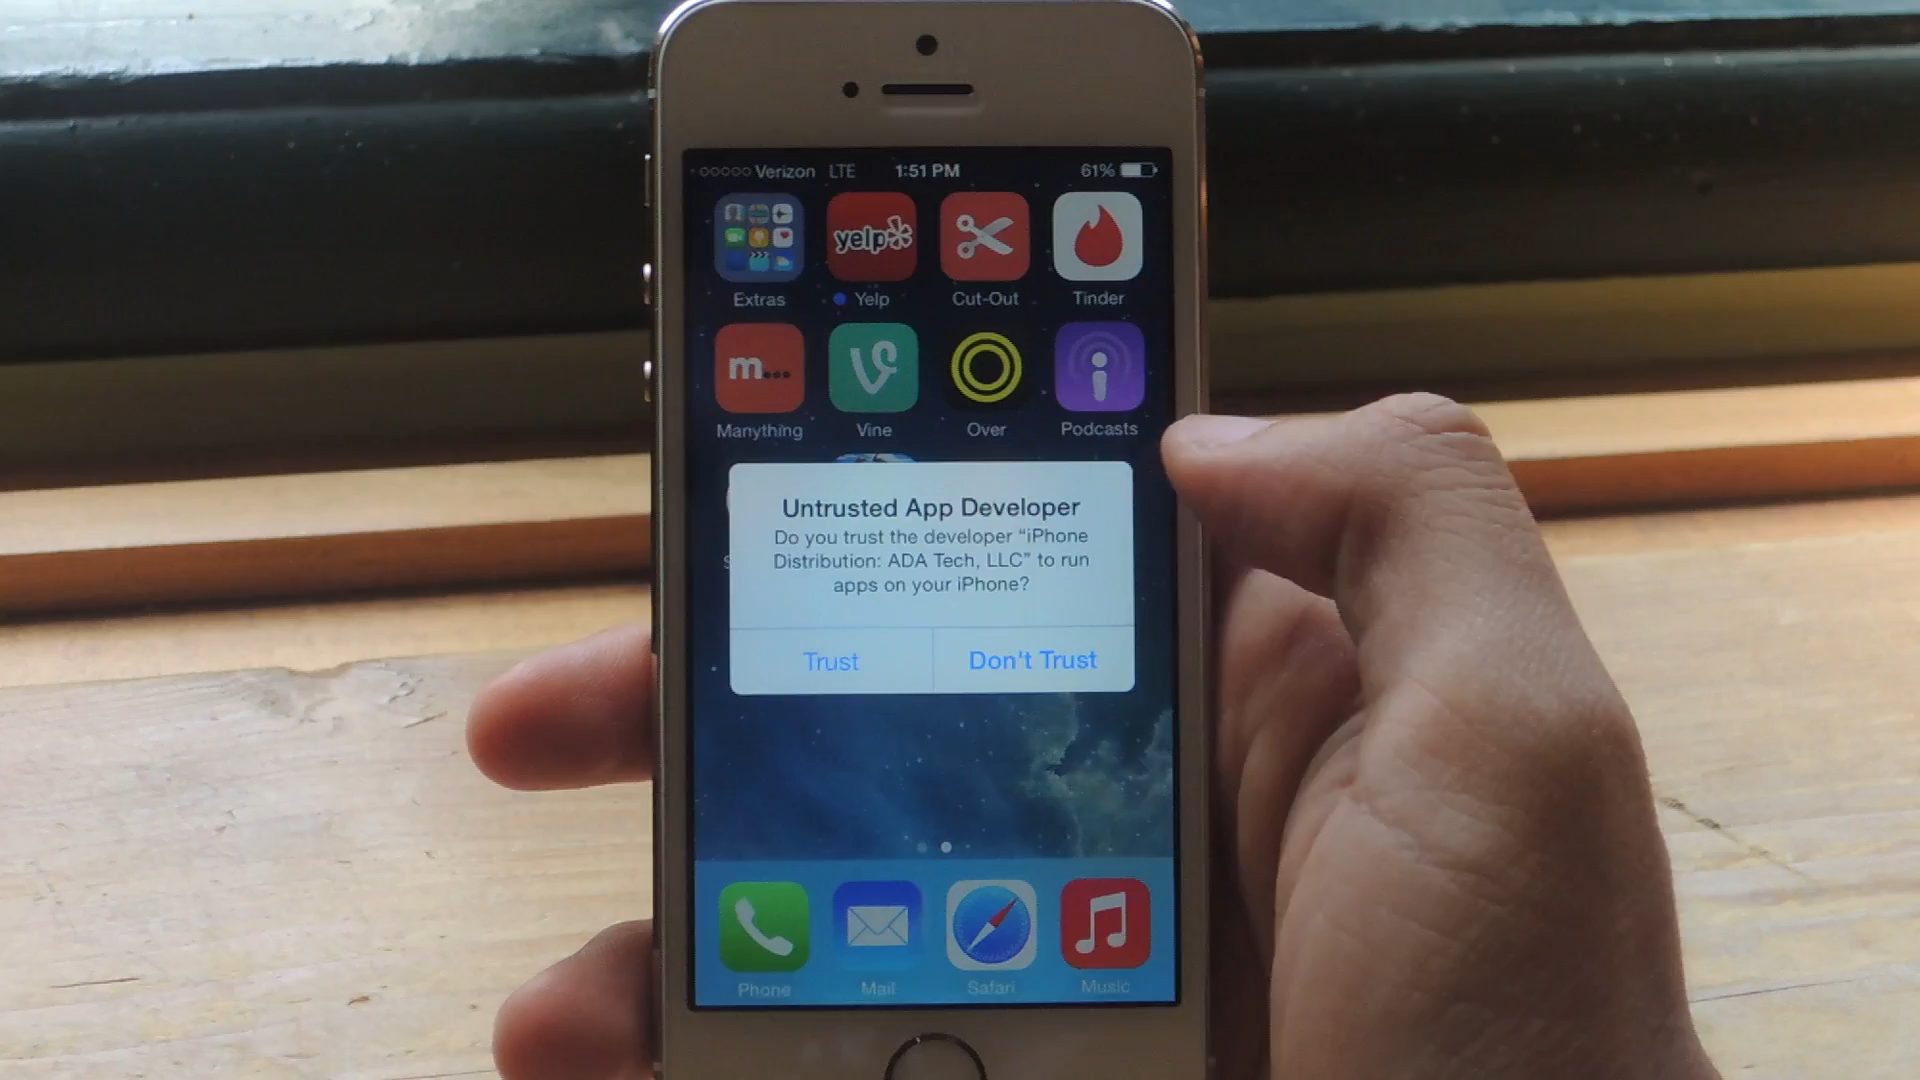 Verizon LTE 1:51 PM 61%
yelp
Extras Yelp Cut-Out Tinder
m...
Manything Vine Over Podcasts
Untrusted App Developer
Do you trust the developer “iPhone
Distribution: ADA Tech, LLC” to run
apps on your iPhone?
Trust Don't Trust
Phone Mail Safari Music